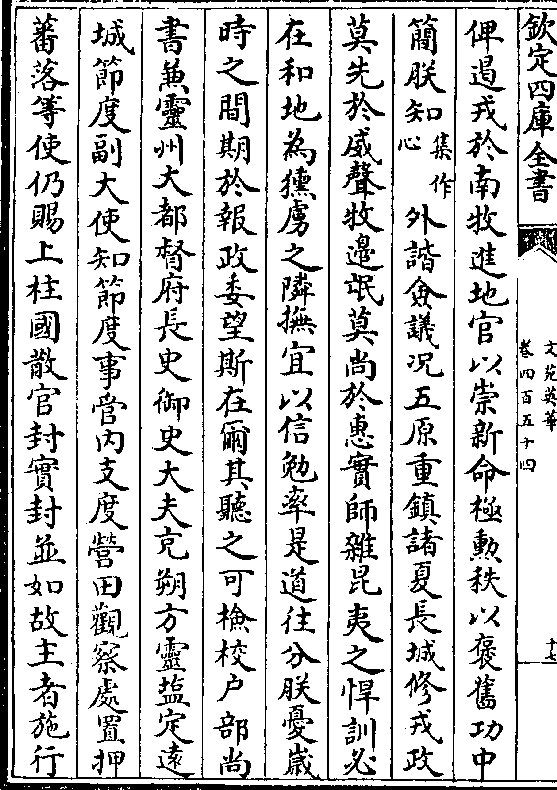 欽定四庫全書
文苑英華
卷四百五十四
十七
俾遏戎於南牧進地官以崇新命極勲秩以褒舊功中
簡朕知集作心外諧僉議况五原重鎮諸夏長城修戎政
莫先於威聲牧邊氓莫尚於惠實師雜昆夷之悍訓必
在和地為獯虜之隣撫宜以信勉率是道往分朕憂嵗
時之間期於報政委望斯在爾其聽之可檢校户部尚
書兼靈州大都督府長史御史大夫充朔方靈盐定遠
城節度副大使知節度事管内支度營田觀察處置押
蕃落等使仍賜上柱國散官封實封並如故主者施行